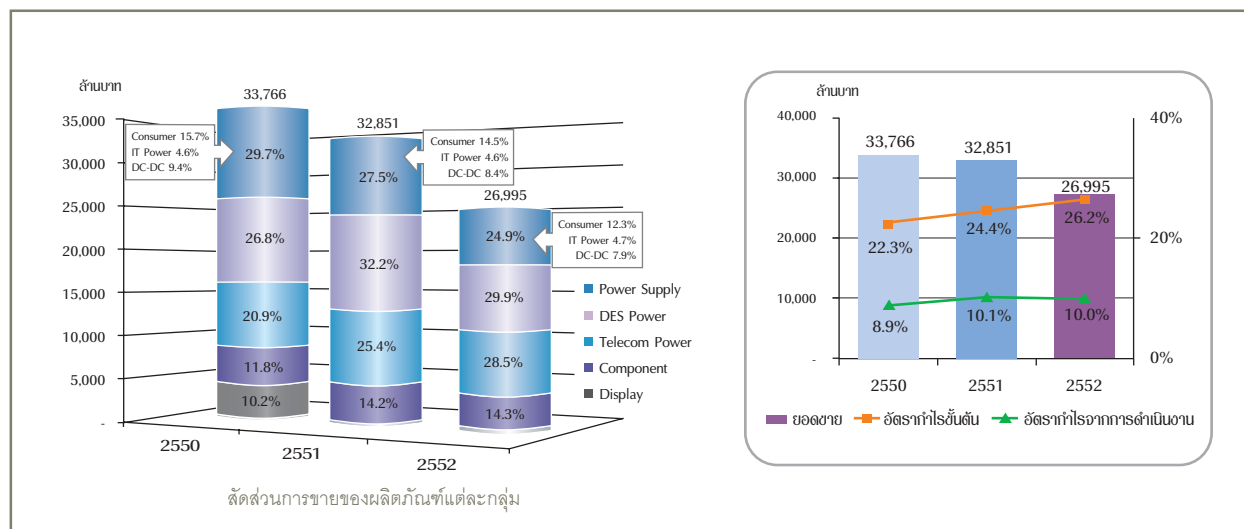 ล้านบาท
33,766
32,851
26,995
35,000
30,000
25,000
20,000
15,000
10,000
5,000
-
Consumer 15.7%
IT Power 4.6%
DC-DC 9.4%
29.7%
26.8%
20.9%
11.8%
10.2%
Consumer 14.5%
IT Power 4.6%
DC-DC 8.4%
27.5%
32.2%
25.4%
14.2%
Consumer 12.3%
IT Power 4.7%
DC-DC 7.9%
24.9%
29.9%
28.5%
14.3%
Power Supply
DES Power
Telecom Power
Component
Display
2550
2551
2552
สัดส่วนการขายของผลิตภัณฑ์แต่ละกลุ่ม
ล้านบาท
40,000
30,000
20,000
10,000
-
40%
20%
0%
33,766
32,851
26,995
22.3%
24.4%
26.2%
8.9%
10.1%
10.0%
2550
2551
2552
ยอดขาย
อัตรากำไรขั้นต้น
อัตรากำไรจากการดำเนินงาน